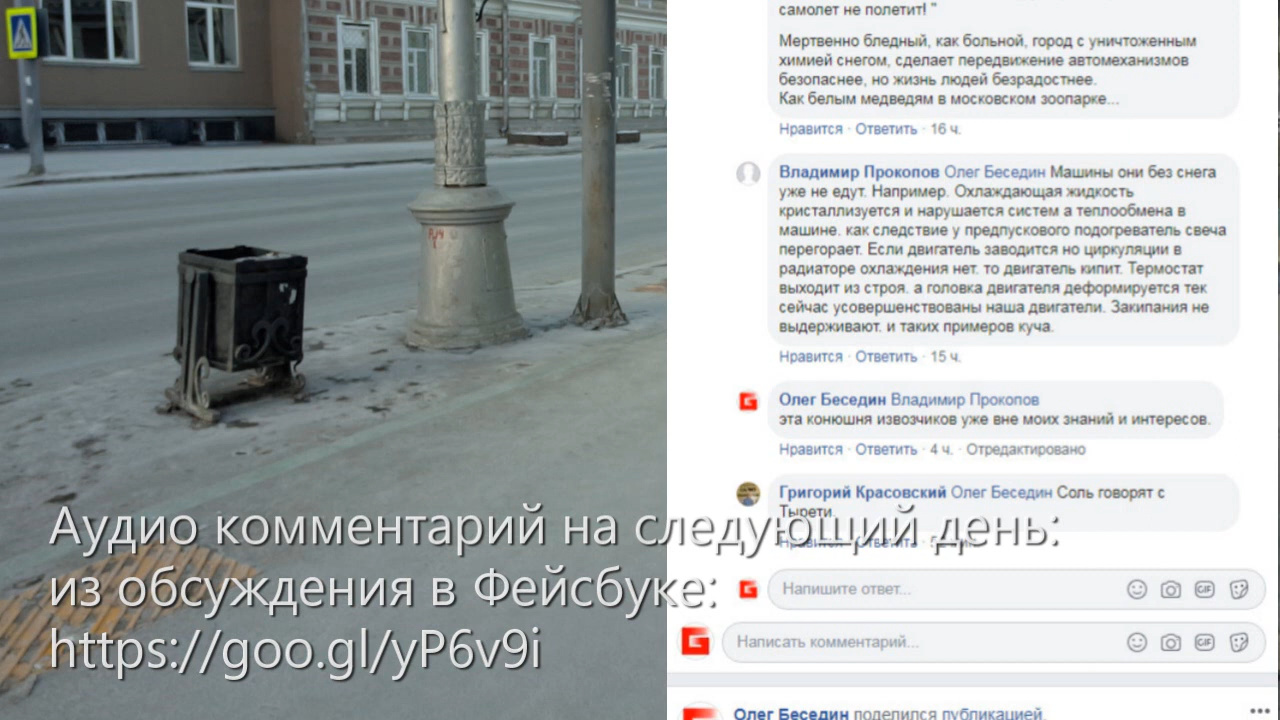 самолет не полетит! "
Мертвенно бледный, как больной, город с уничтоженным
химией снегом, сделает передвижение автомеханизмов
безопаснее, но жизнь людей безрадостнее.
Как белым медведям в московском зоопарке...
Нравится · Ответить · 16 ч.
Владимир Прокопов Олег Беседин Машины они без снега
уже не едут. Например. Охлаждающая жидкость
кристаллизуется и нарушается систем а теплообмена в
машине. как следствие у предпускового подогреватель свеча
перегорает. Если двигатель заводится но циркуляции в
радиаторе охлаждения нет. то двигатель кипит. Термостат
выходит из строя. а головка двигателя деформируется тек
сейчас усовершенствованы наша двигатели. Закипания не
выдерживают. и таких примеров куча.
Нравится · Ответить · 15 ч.
Олег Беседин Владимир Прокопов
эта конюшня извозчиков уже вне моих знаний и интересов.
Нравится · Ответить · 4 ч. · Отредактировано
Григорий Красовский Олег Беседин Соль говорят с
Тырети.
Нравится · Ответить
Аудио комментарий на следующий день:
из обсуждения в Фейсбуке:
https://goo.gl/yP6v9i
Напишите ответ...
GIF
Написать комментарий...
GIF
Олег Беседин поделился публикацией.